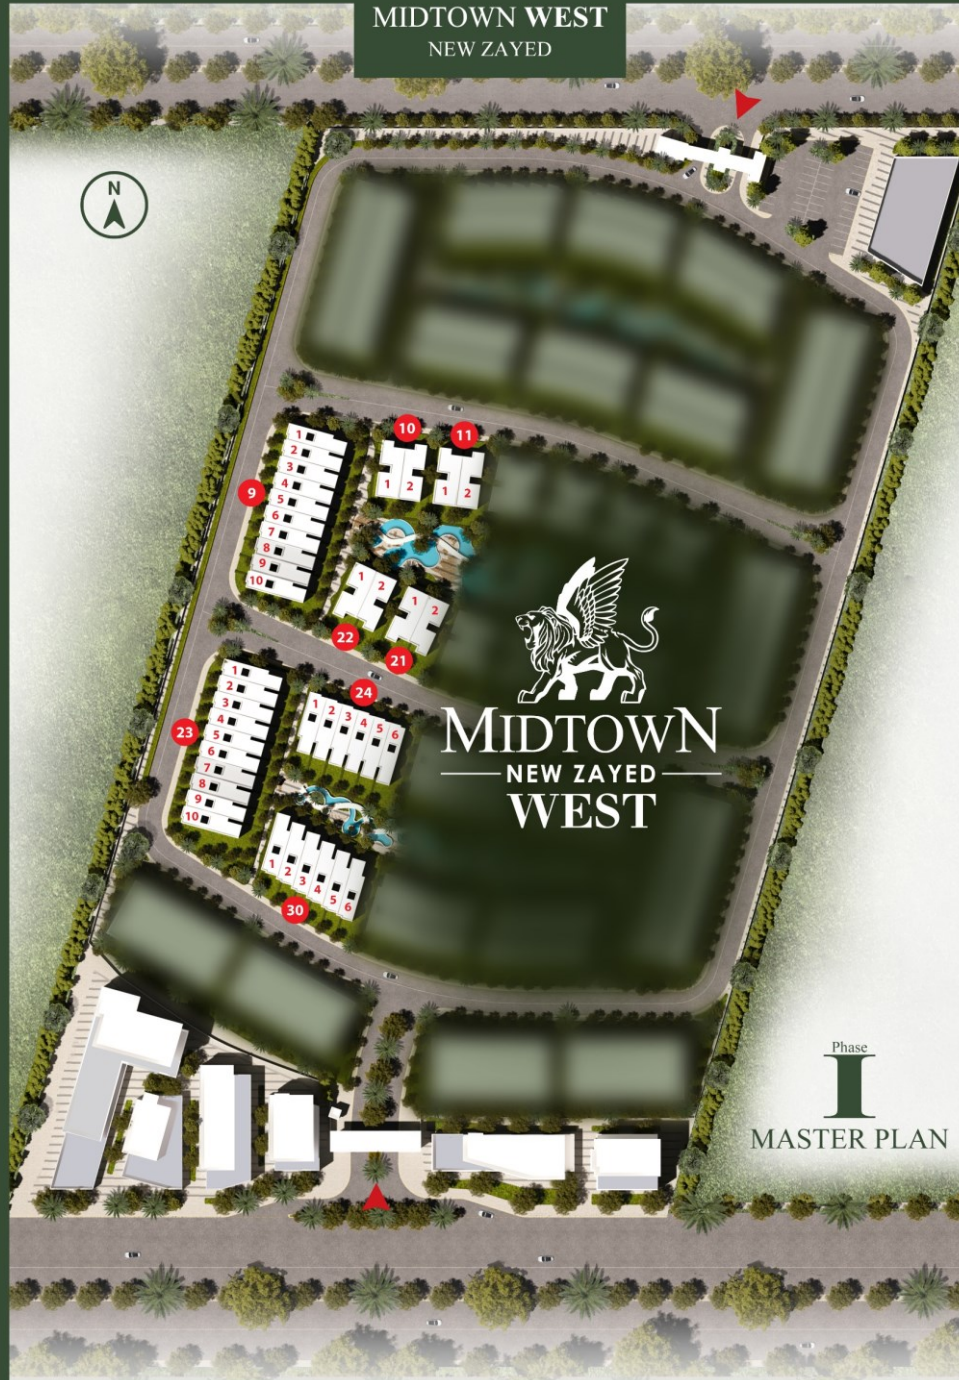 MIDTOWN WEST
NEW ZAYED
N
10
11
1
2
3
4
5
6
7
8
9
10
9
1 2
1 2
1 2
1 2
22
21
24
1
2
3
4
5
6
7
8
9
10
23
1 2 3 4 5 6
MIDTOWN
NEW ZAYED
WEST
1 2 3 4 5 6
30
Phase
I
MASTER PLAN